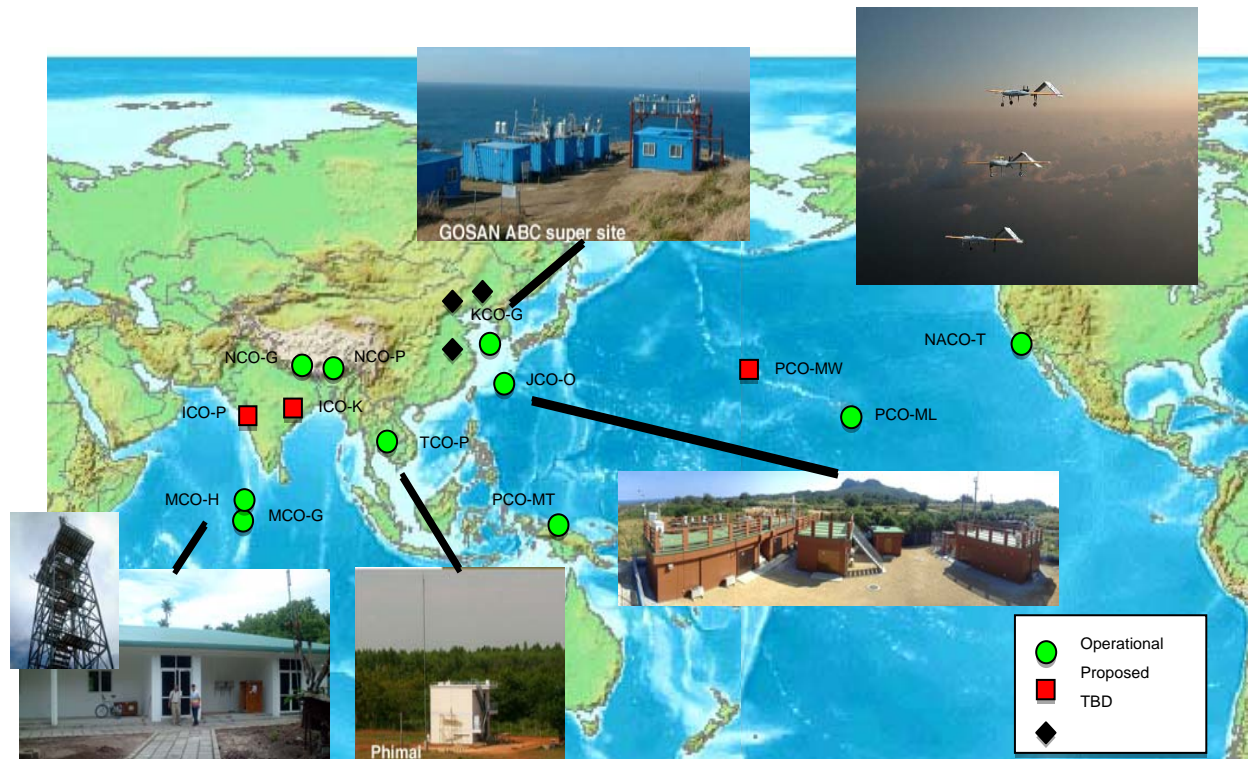 GOSAN ABC super site
KCO-G
NCO-G
NCO-P
NACO-T
PCO-MW
JCO-O
ICO-P
ICO-K
PCO-ML
TCO-P
MCO-H
PCO-MT
MCO-G
Operational
Proposed
TBD
Phimal